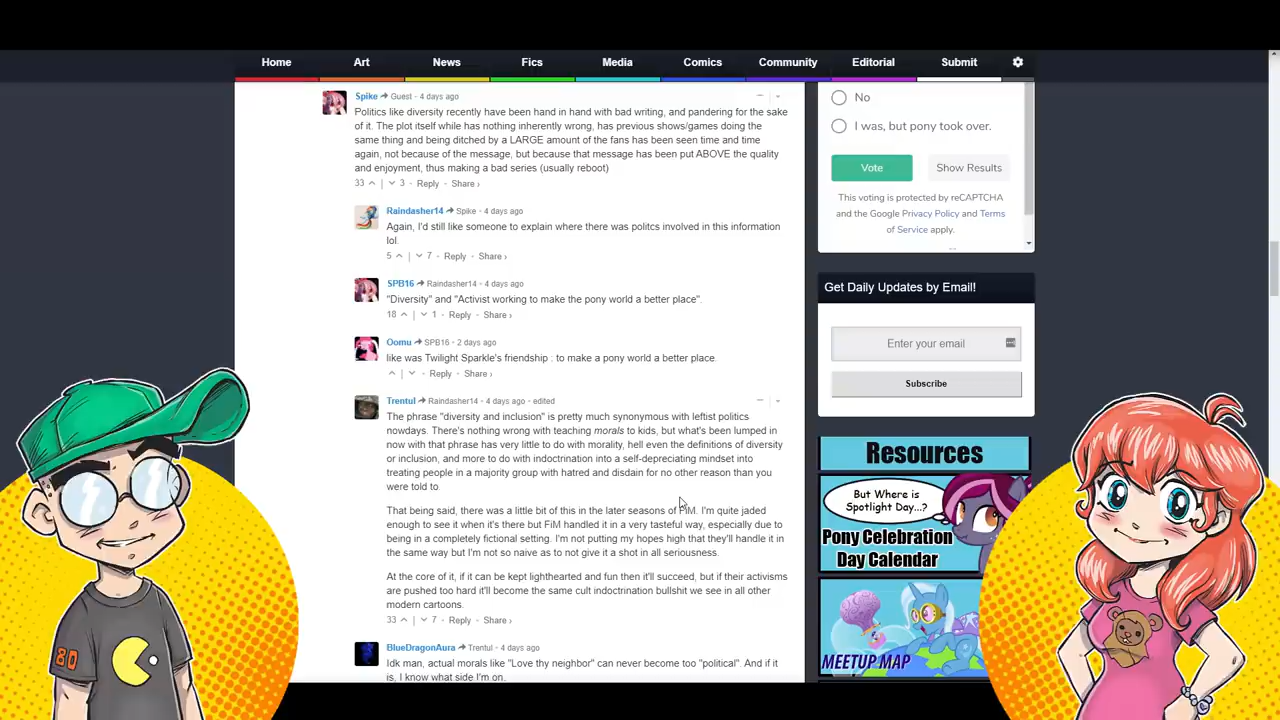 Home Art News Fics Media Comics Community Editorial Submit
Spike Guest - 4 days ago
Politics like diversity recently have been hand in hand with bad writing, and pandering for the sake
of it. The plot itself while has nothing inherently wrong, has previous shows/games doing the
same thing and being ditched by a LARGE amount of the fans has been seen time and time
again, not because of the message, but because that message has been put ABOVE the quality
and enjoyment, thus making a bad series (usually reboot)
33 | 3 · Reply · Share ›
Raindasher14 Spike - 4 days ago
Again, I'd still like someone to explain where there was politcs involved in this information
lol.
5 | 7 · Reply · Share ›
SPB16 Raindasher14 - 4 days ago
"Diversity" and "Activist working to make the pony world a better place".
18 | 1 · Reply · Share ›
Oomu SPB16 - 2 days ago
like was Twilight Sparkle's friendship : to make a pony world a better place.
| · Reply · Share ›
Trentul Raindasher14 - 4 days ago - edited
The phrase "diversity and inclusion" is pretty much synonymous with leftist politics
nowdays. There's nothing wrong with teaching morals to kids, but what's been lumped in
now with that phrase has very little to do with morality, hell even the definitions of diversity
or inclusion, and more to do with indoctrination into a self-depreciating mindset into
treating people in a majority group with hatred and disdain for no other reason than you
were told to.
That being said, there was a little bit of this in the later seasons of FiM. I'm quite jaded
enough to see it when it's there but FiM handled it in a very tasteful way, especially due to
being in a completely fictional setting. I'm not putting my hopes high that they'll handle it in
the same way but I'm not so naive as to not give it a shot in all seriousness.
At the core of it, if it can be kept lighthearted and fun then it'll succeed, but if their activisms
are pushed too hard it'll become the same cult indoctrination bullshit we see in all other
modern cartoons.
33 | 7 · Reply · Share ›
BlueDragonAura Trentul - 4 days ago
Idk man, actual morals like "Love thy neighbor" can never become too "political". And if it
is, I know what side I'm on.
No
I was, but pony took over.
Vote Show Results
This voting is protected by reCAPTCHA
and the Google Privacy Policy and Terms
of Service apply.
Get Daily Updates by Email!
Enter your email
Subscribe
Resources
But Where is
Spotlight Day...?
Pony Celebration
Day Calendar
MEETUP MAP
80